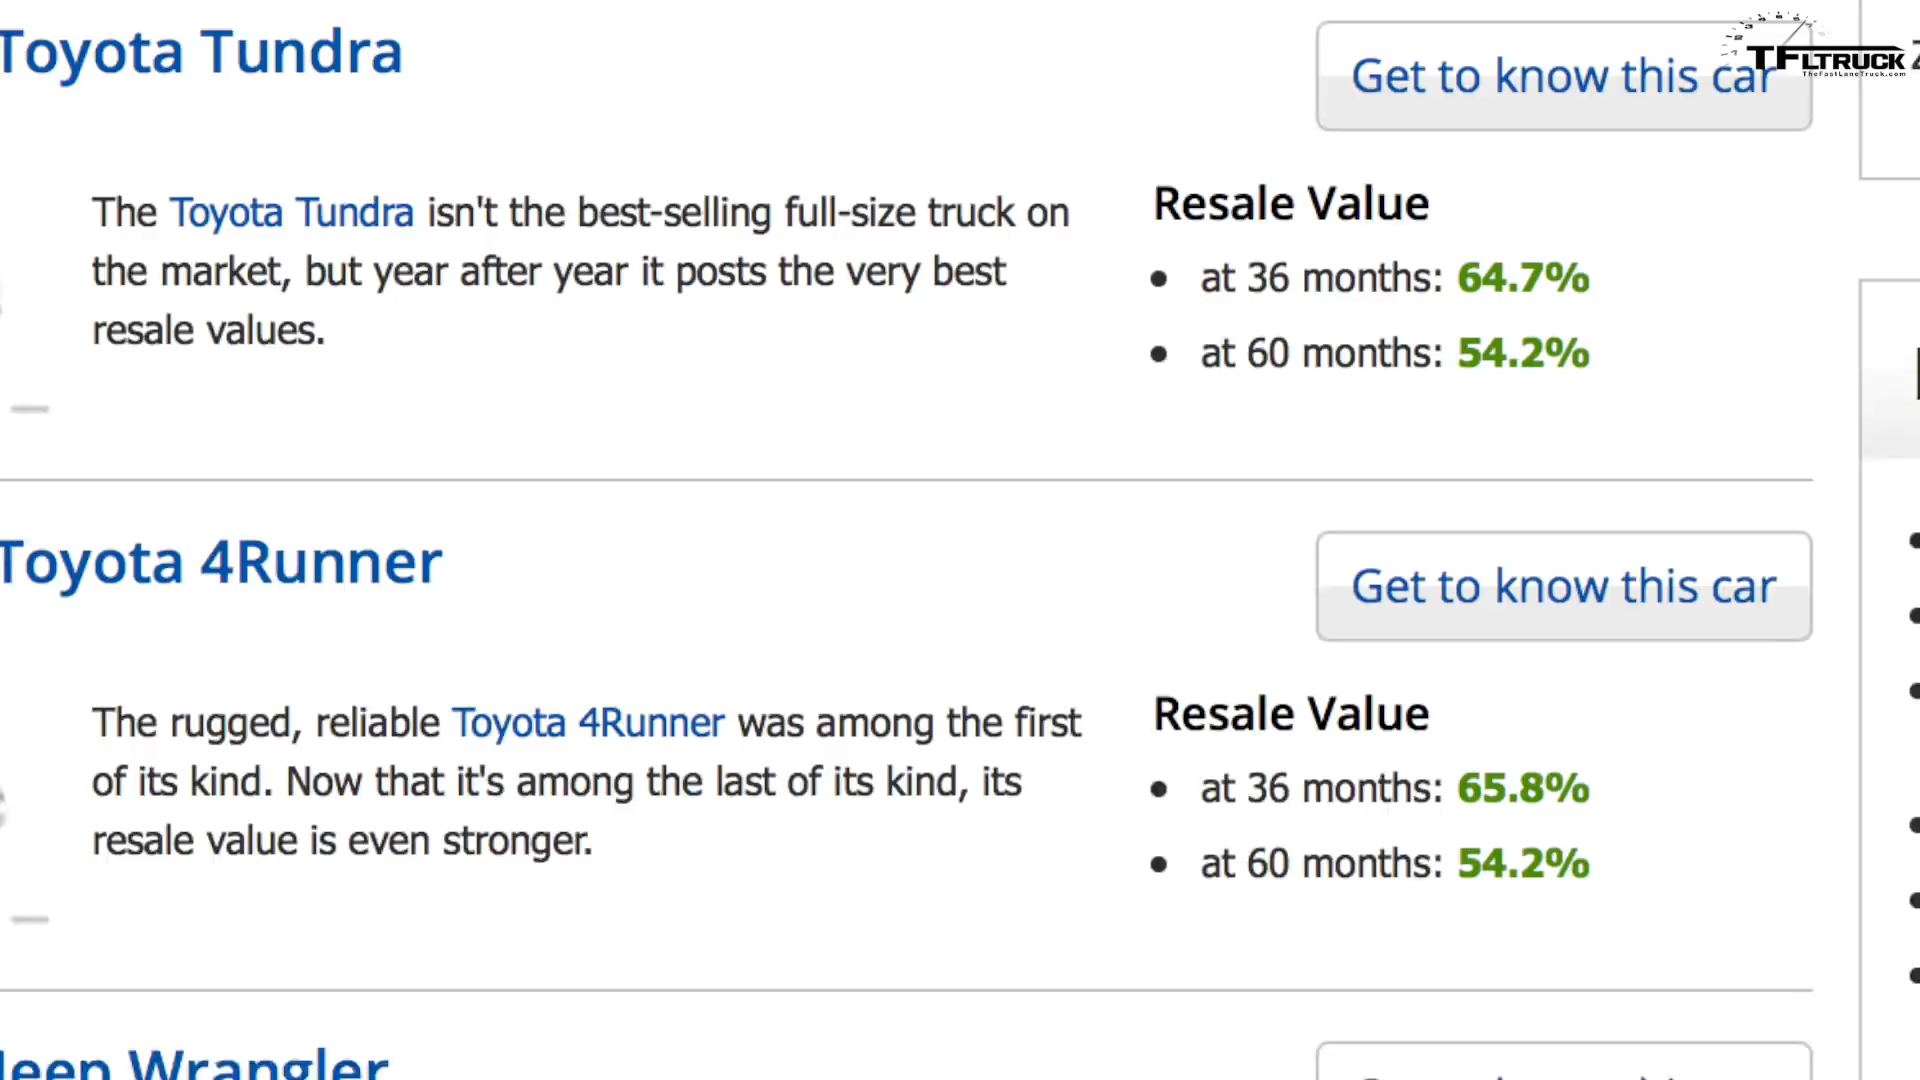 Toyota Tundra
Get to know this car
TFLTRUCK
TheFastLaneTruck.com
The Toyota Tundra isn't the best-selling full-size truck on
the market, but year after year it posts the very best
resale values.
Resale Value
• at 36 months: 64.7%
• at 60 months: 54.2%
Toyota 4Runner
Get to know this car
The rugged, reliable Toyota 4Runner was among the first
of its kind. Now that it's among the last of its kind, its
resale value is even stronger.
Resale Value
• at 36 months: 65.8%
• at 60 months: 54.2%
Jeep Wrangler